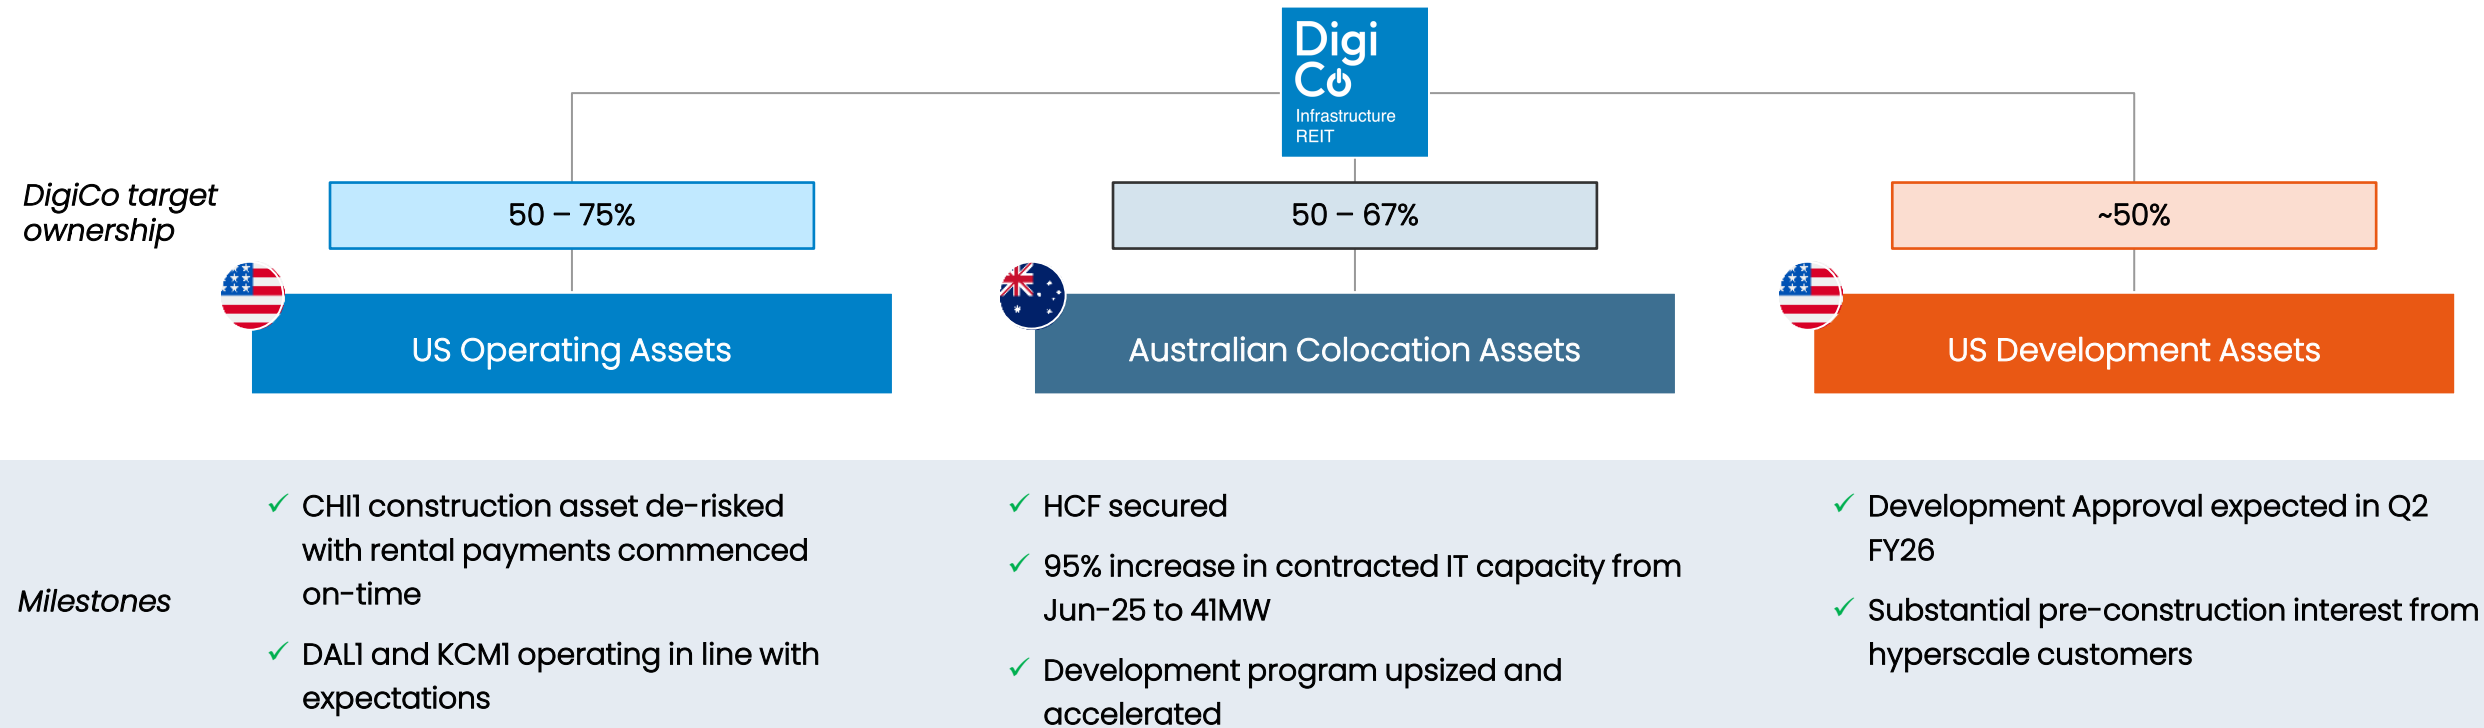 Digi
Co
Infrastructure
REIT
DigiCo target
ownership
50 – 75%
50 – 67%
~50%
US Operating Assets
Australian Colocation Assets
US Development Assets
Milestones
✓ CHI1 construction asset de-risked
with rental payments commenced
on-time
✓ DAL1 and KCM1 operating in line with
expectations
✓ HCF secured
✓ 95% increase in contracted IT capacity from
Jun-25 to 41MW
✓ Development program upsized and
accelerated
✓ Development Approval expected in Q2
FY26
✓ Substantial pre-construction interest from
hyperscale customers